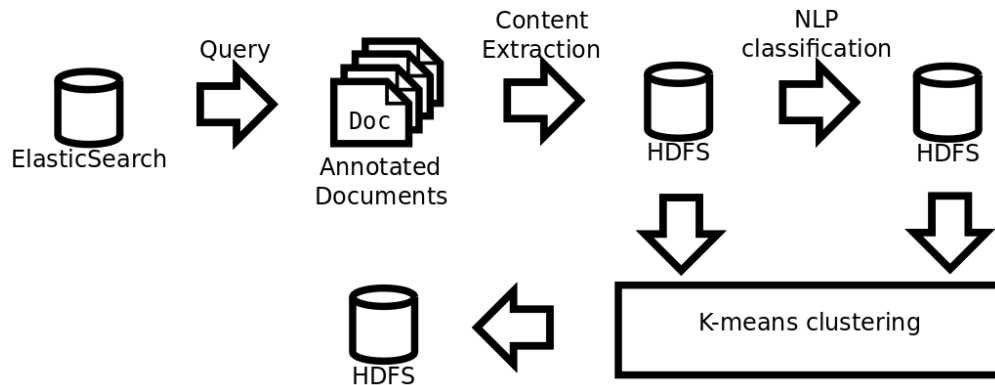 Content
Extraction
NLP
classification
Query
Doc
ElasticSearch
Annotated
Documents
HDFS
HDFS
K-means clustering
HDFS